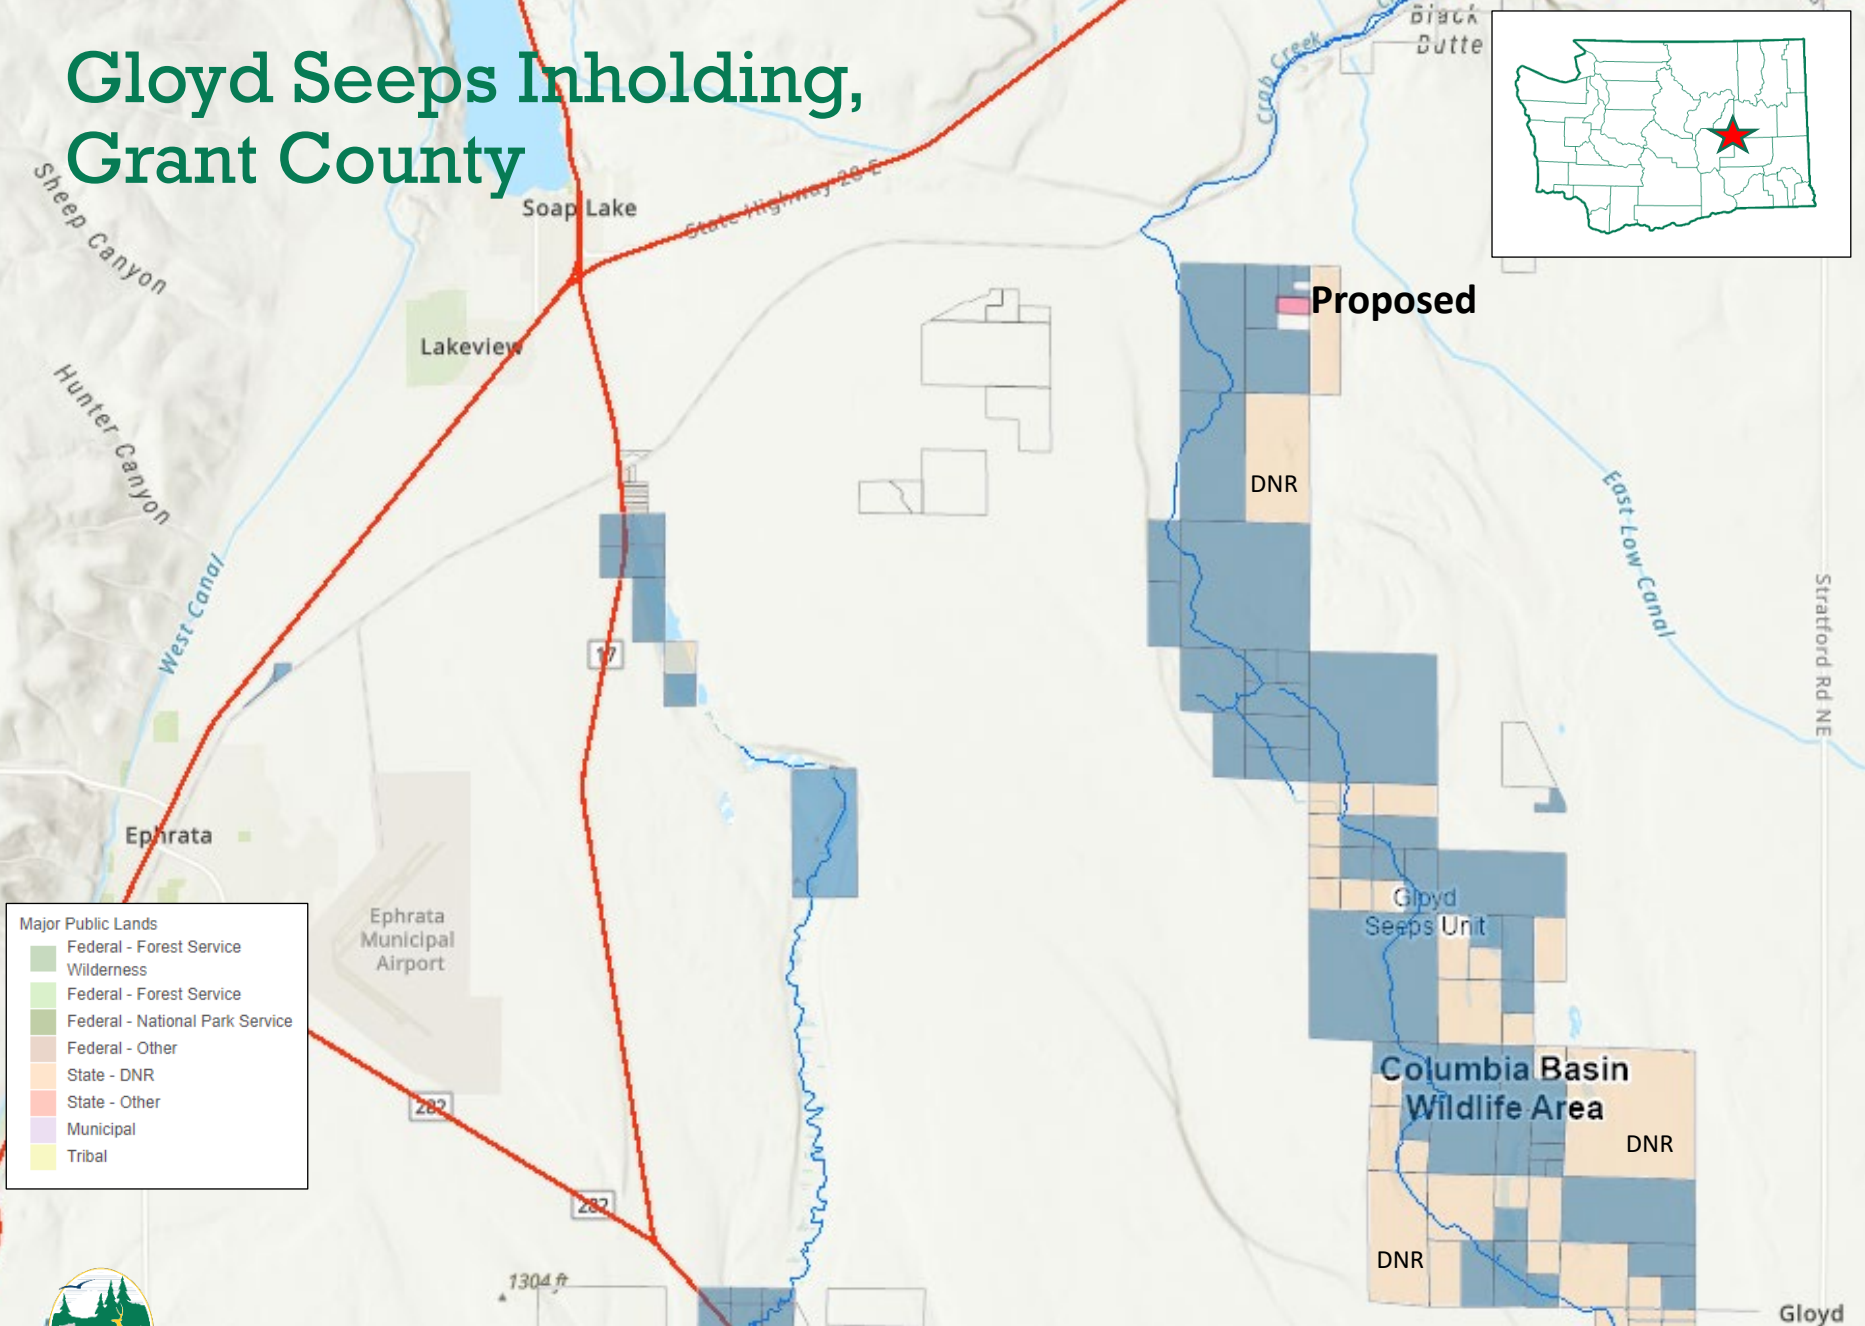 Gloyd Seeps Inholding,
Grant County
Black
Butte
Crab Creek
Sheep Canyon
Soap Lake
State Highway 28 E
Proposed
Lakeview
Hunter Canyon
DNR
East Low Canal
West Canal
Stratford Rd NE
17
Ephrata
Gloyd
Seeps Unit
Ephrata
Municipal
Airport
Major Public Lands
Federal - Forest Service
Wilderness
Federal - Forest Service
Federal - National Park Service
Federal - Other
State - DNR
State - Other
Municipal
Tribal
Columbia Basin
Wildlife Area
282
DNR
282
DNR
1304 ft
Gloyd